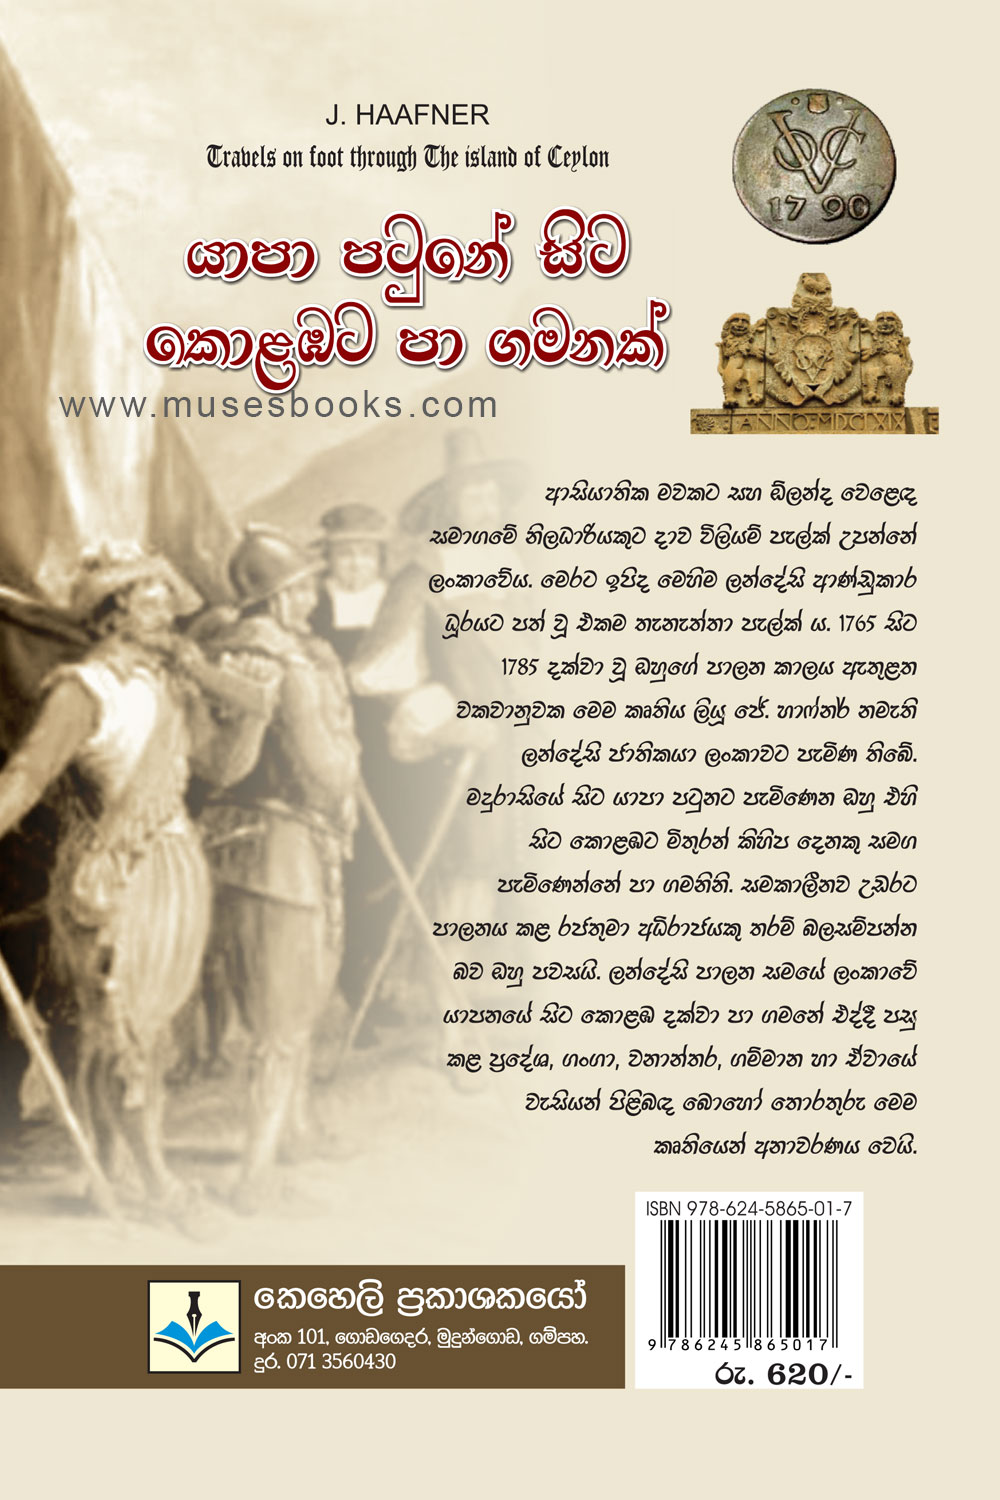 J. HAAFNER
Travels on foot through The island of Ceylon
VOC
17 90
යාපා පටුනේ සිට
කොළඹට පා ගමනක්
www.musesbooks.com
ANNO MDCLXIX
ආසියාතික මවකට සහ ඕලන්ද වෙළෙඳ
සමාගමේ නිලධාරියකුට දාව විලියම් පැල්ක් උපන්නේ
ලංකාවේය. මෙරට ඉපිද මෙහිම ලන්දේසි ආණ්ඩුකාර
ධූරයට පත් වූ එකම තැනැත්තා පැල්ක් ය. 1765 සිට
1785 දක්වා වූ ඔහුගේ පාලන කාලය ඇතුළත
වකවානුවක මෙම කෘතිය ලියූ ජේ. හාෆ්නර් නමැති
ලන්දේසි ජාතිකයා ලංකාවට පැමිණ තිබේ.
මදුරාසියේ සිට යාපා පටුනට පැමිණෙන ඔහු එහි
සිට කොළඹට මිතුරන් කිහිප දෙනකු සමග
පැමිණෙන්නේ පා ගමනිනි. සමකාලීනව උඩරට
පාලනය කළ රජතුමා අධිරාජයකු තරම් බලසම්පන්න
බව ඔහු පවසයි. ලන්දේසි පාලන සමයේ ලංකාවේ
යාපනයේ සිට කොළඹ දක්වා පා ගමනේ එද්දී පසු
කළ ප්‍රදේශ, ගංගා, වනාන්තර, ගම්මාන හා ඒවායේ
වැසියන් පිළිබඳ බොහෝ තොරතුරු මෙම
කෘතියෙන් අනාවරණය වෙයි.
ISBN 978-624-5865-01-7
9 786245 865017
රු. 620/-
කෙහෙලි ප්‍රකාශකයෝ
අංක 101, ගොඩගෙදර, මුදුන්ගොඩ, ගම්පහ.
දුර. 071 3560430